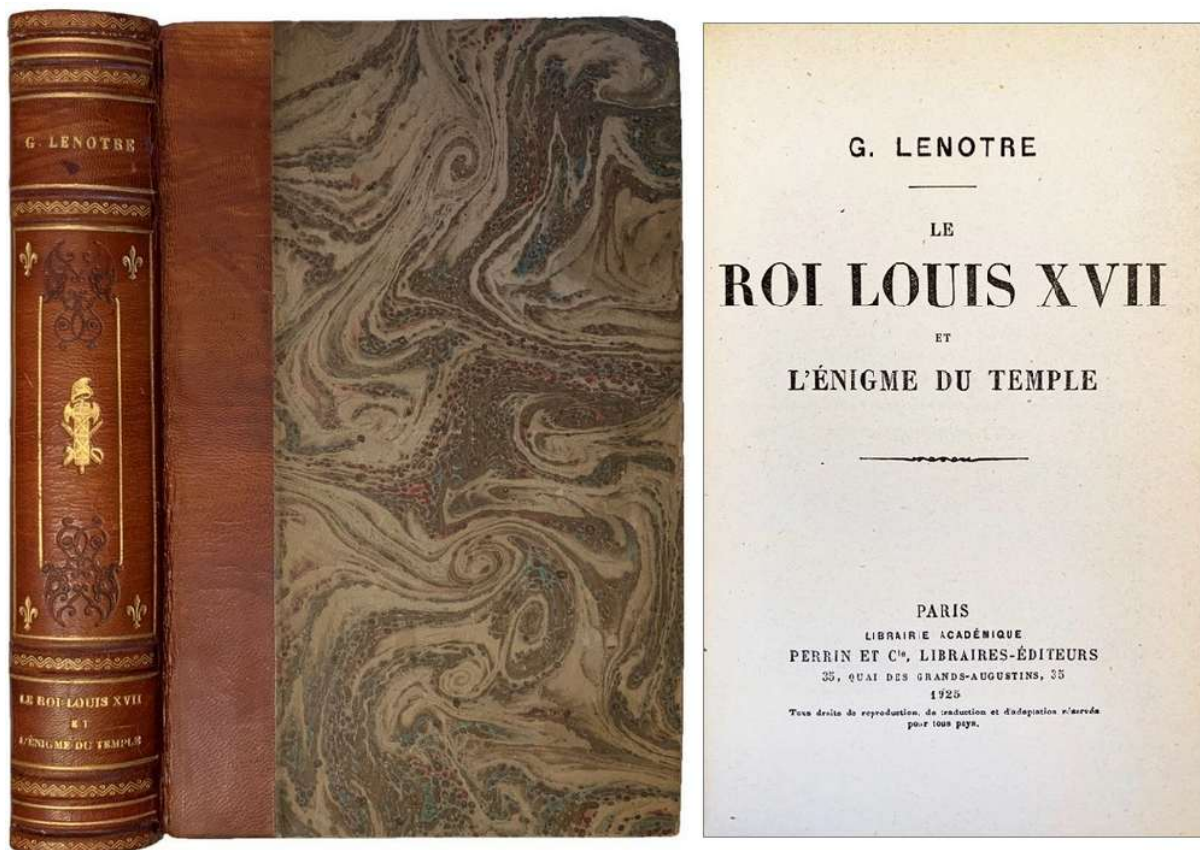 G. LENOTRE
LE ROI LOUIS XVII
ET
L'ÉNIGME DU TEMPLE
G. LENOTRE
LE
ROI LOUIS XVII
ET
L'ÉNIGME DU TEMPLE
PARIS
LIBRAIRIE ACADÉMIQUE
PERRIN ET Cie, LIBRAIRES-ÉDITEURS
35, QUAI DES GRANDS-AUGUSTINS, 35
1925
Tous droits de reproduction, de traduction et d'adaptation réservés
pour tous pays.